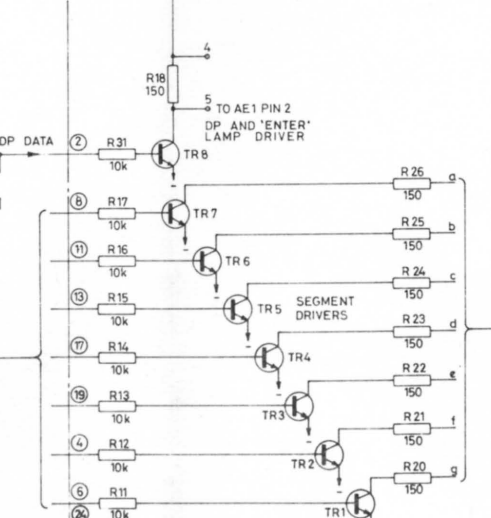 4
R18
150
5
TO AE1 PIN 2
DP AND 'ENTER'
LAMP DRIVER
DP DATA
2
R31
10k
TR8
R26
a
150
8
R17
10k
TR7
R25
b
150
11
R16
10k
TR6
R24
c
150
13
R15
10k
TR5
SEGMENT
DRIVERS
R23
d
150
17
R14
10k
TR4
R22
e
150
19
R13
10k
TR3
R21
f
150
4
R12
10k
TR2
R20
g
150
6
R11
10k
TR1
24